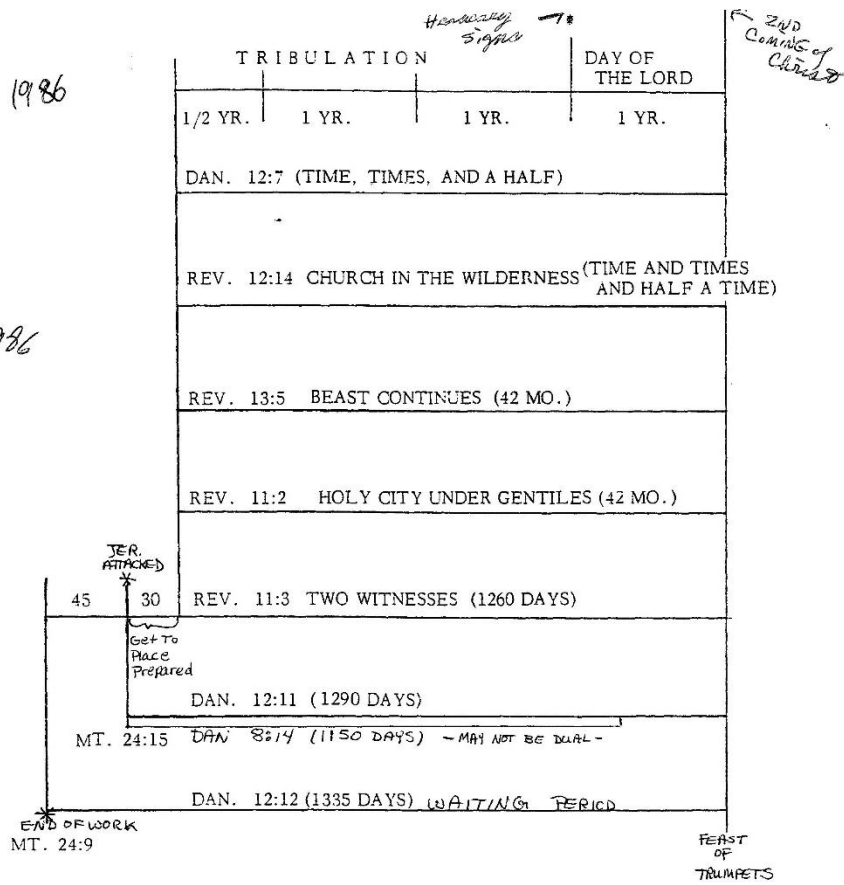 Heavenly
Signs
2ND
COMING of
Christ
TRIBULATION
DAY OF
THE LORD
1986
1/2 YR. 1 YR. 1 YR. 1 YR.
DAN. 12:7 (TIME, TIMES, AND A HALF)
REV. 12:14 CHURCH IN THE WILDERNESS (TIME AND TIMES
AND HALF A TIME)
986
REV. 13:5 BEAST CONTINUES (42 MO.)
REV. 11:2 HOLY CITY UNDER GENTILES (42 MO.)
JER.
ATTACKED
45 30 REV. 11:3 TWO WITNESSES (1260 DAYS)
Get To
Place
Prepared
DAN. 12:11 (1290 DAYS)
MT. 24:15 DAN 8:14 (1150 DAYS) - MAY NOT BE DUAL -
DAN. 12:12 (1335 DAYS) WAITING PERIOD
END OF WORK
MT. 24:9
FEAST
OF
TRUMPETS